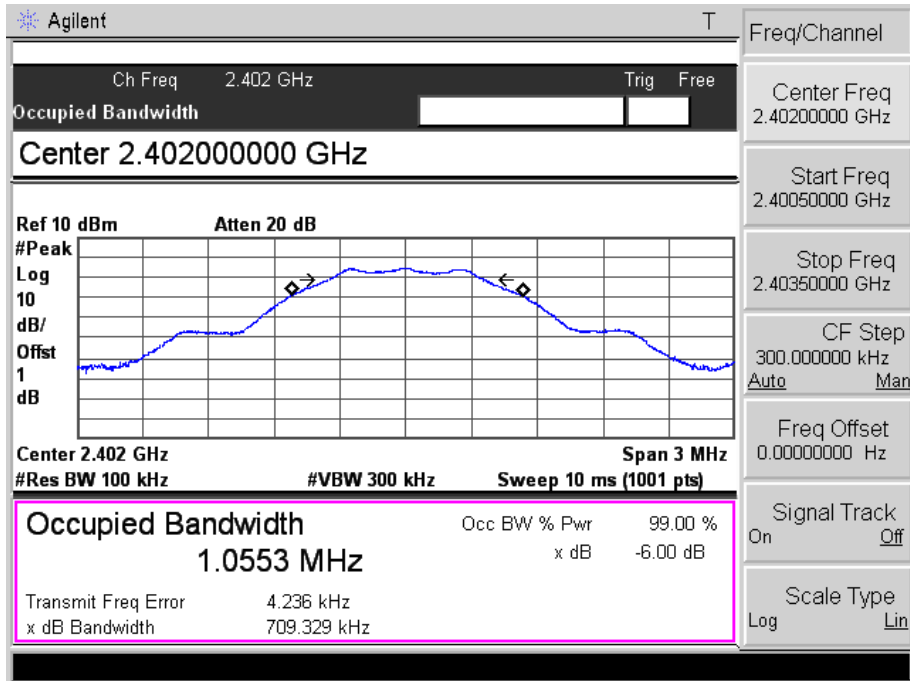 Agilent T
Ch Freq 2.402 GHz Trig Free
Occupied Bandwidth
Center 2.402000000 GHz
Ref 10 dBm Atten 20 dB
#Peak
Log
10
dB/
Offst
1
dB
Center 2.402 GHz Span 3 MHz
#Res BW 100 kHz #VBW 300 kHz Sweep 10 ms (1001 pts)
Occupied Bandwidth Occ BW % Pwr 99.00 %
1.0553 MHz x dB -6.00 dB
Transmit Freq Error 4.236 kHz
x dB Bandwidth 709.329 kHz
Freq/Channel
Center Freq
2.40200000 GHz
Start Freq
2.40050000 GHz
Stop Freq
2.40350000 GHz
CF Step
300.000000 kHz
Auto Man
Freq Offset
0.00000000 Hz
Signal Track
On Off
Scale Type
Log Lin